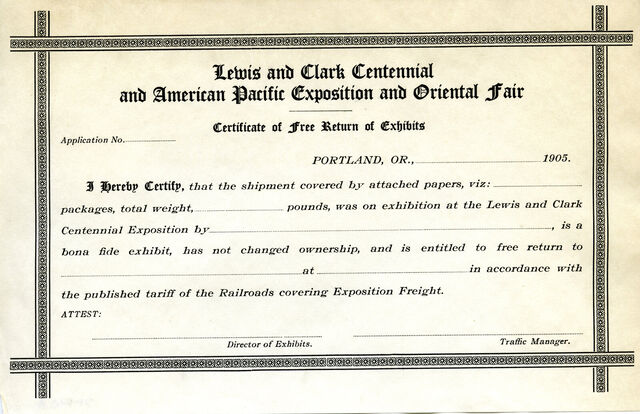 Lewis and Clark Centennial
and American Pacific Exposition and Oriental Fair
Certificate of Free Return of Exhibits
Application No.
PORTLAND, OR., 1905.
I Hereby Certify, that the shipment covered by attached papers, viz:
packages, total weight, pounds, was on exhibition at the Lewis and Clark
Centennial Exposition by , is a
bona fide exhibit, has not changed ownership, and is entitled to free return to
at in accordance with
the published tariff of the Railroads covering Exposition Freight.
ATTEST:
Director of Exhibits. Traffic Manager.